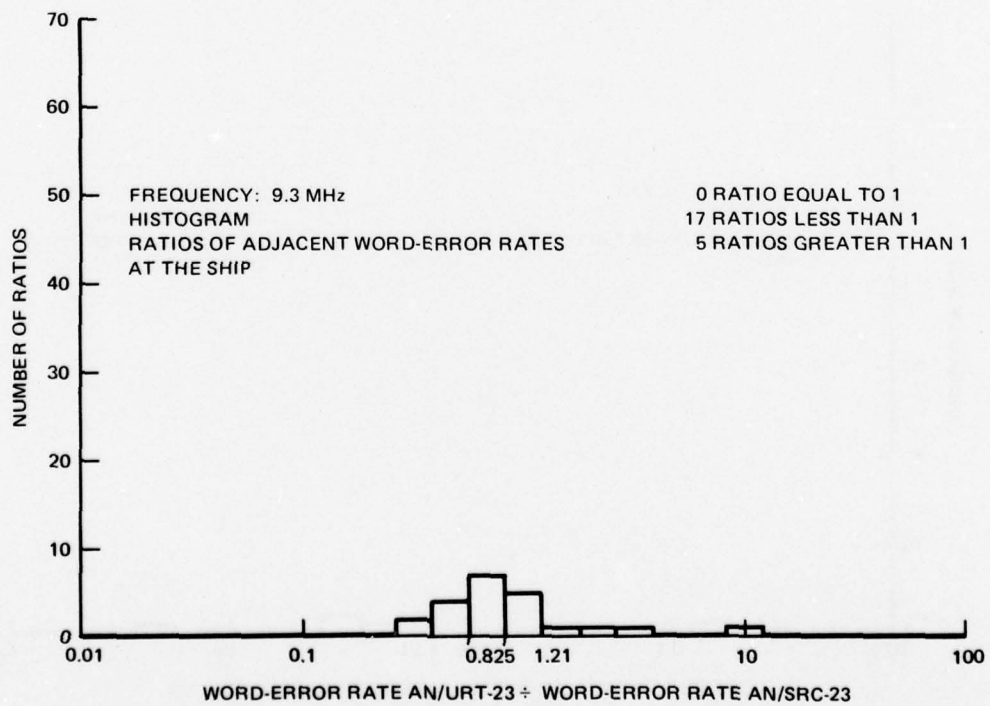 70
60
50
40
30
20
10
0
NUMBER OF RATIOS
FREQUENCY: 9.3 MHz
HISTOGRAM
RATIOS OF ADJACENT WORD-ERROR RATES
AT THE SHIP
0 RATIO EQUAL TO 1
17 RATIOS LESS THAN 1
5 RATIOS GREATER THAN 1
0.01 0.1 0.825 1.21 10 100
WORD-ERROR RATE AN/URT-23 ÷ WORD-ERROR RATE AN/SRC-23